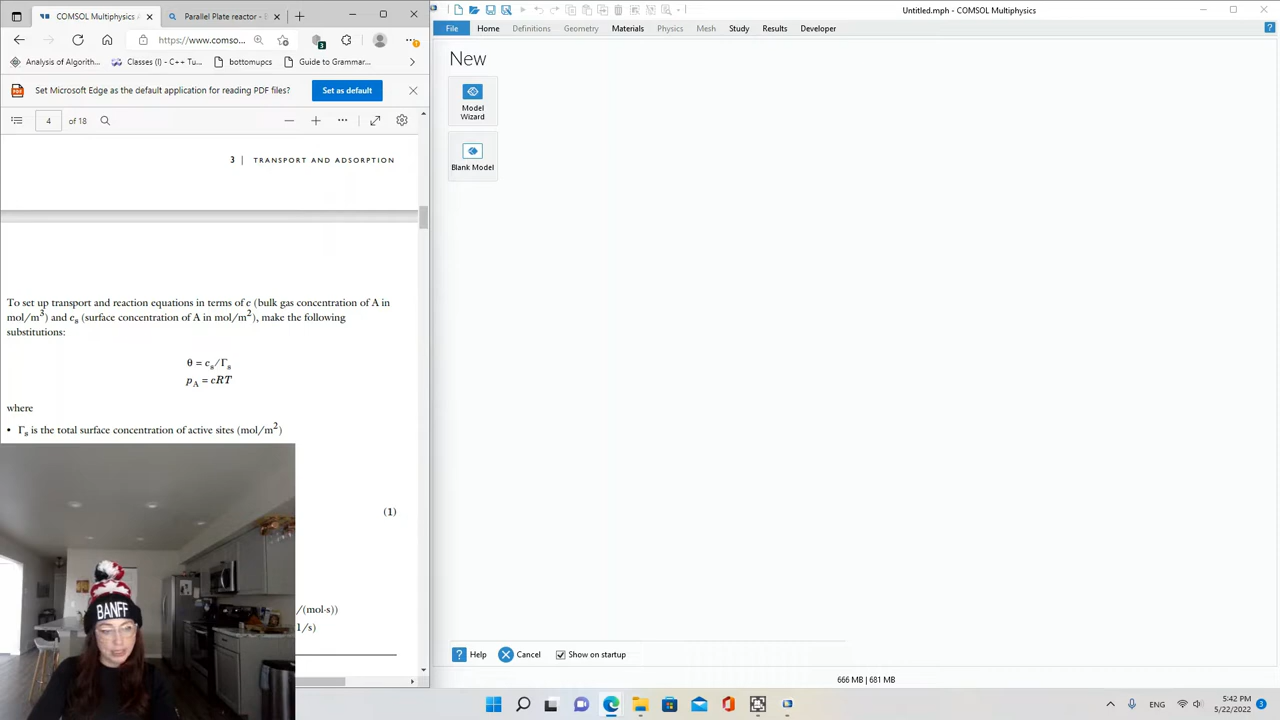 COMSOL Multiphysics
Parallel Plate reactor -
Untitled.mph - COMSOL Multiphysics
File Home Definitions Geometry Materials Physics Mesh Study Results Developer
https://www.comso...
3
Analysis of Algorith...
Classes (I) - C++ Tu...
bottomupcs
Guide to Grammar...
New
Set Microsoft Edge as the default application for reading PDF files?
Set as default
Model
Wizard
4 of 18
Blank Model
3 | TRANSPORT AND ADSORPTION
To set up transport and reaction equations in terms of c (bulk gas concentration of A in
mol/m3) and cs (surface concentration of A in mol/m2), make the following
substitutions:
θ = cs/Γs
pA = cRT
where
• Γs is the total surface concentration of active sites (mol/m2)
(1)
/(mol·s))
1/s)
BANFF
? Help
Cancel
Show on startup
666 MB | 681 MB
ENG
5:42 PM
5/22/2022
3